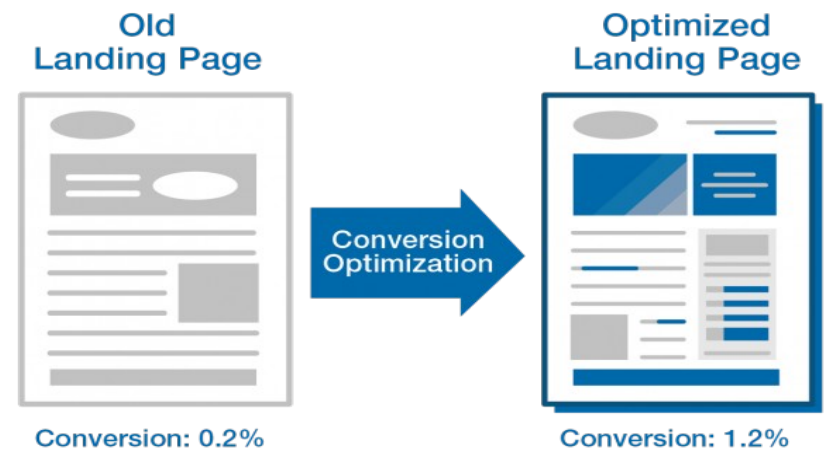 Old
Landing Page
Optimized
Landing Page
Conversion
Optimization
Conversion: 0.2%
Conversion: 1.2%